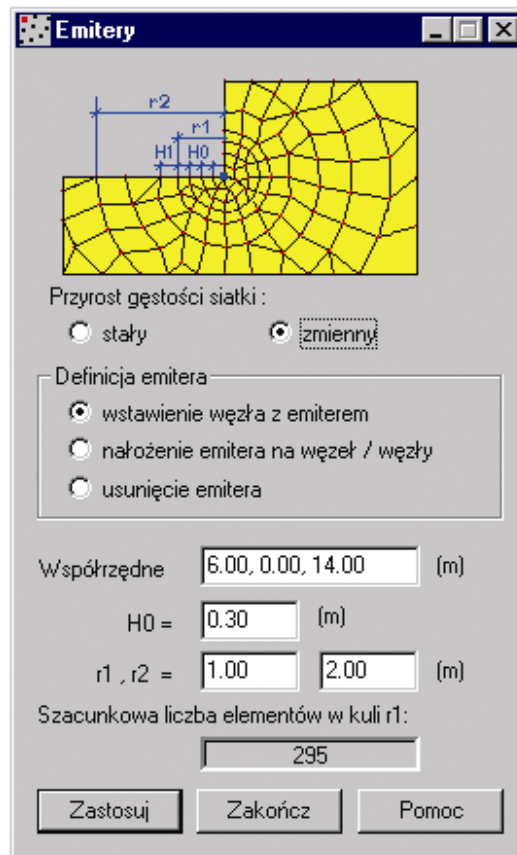 Emitery
r2
r1
H1 H0
Przyrost gęstości siatki :
stały zmienny
Definicja emitera
wstawienie węzła z emiterem
nałożenie emitera na węzeł / węzły
usunięcie emitera
Współrzędne 6.00, 0.00, 14.00 (m)
H0 = 0.30 (m)
r1 , r2 = 1.00 2.00 (m)
Szacunkowa liczba elementów w kuli r1:
295
Zastosuj Zakończ Pomoc